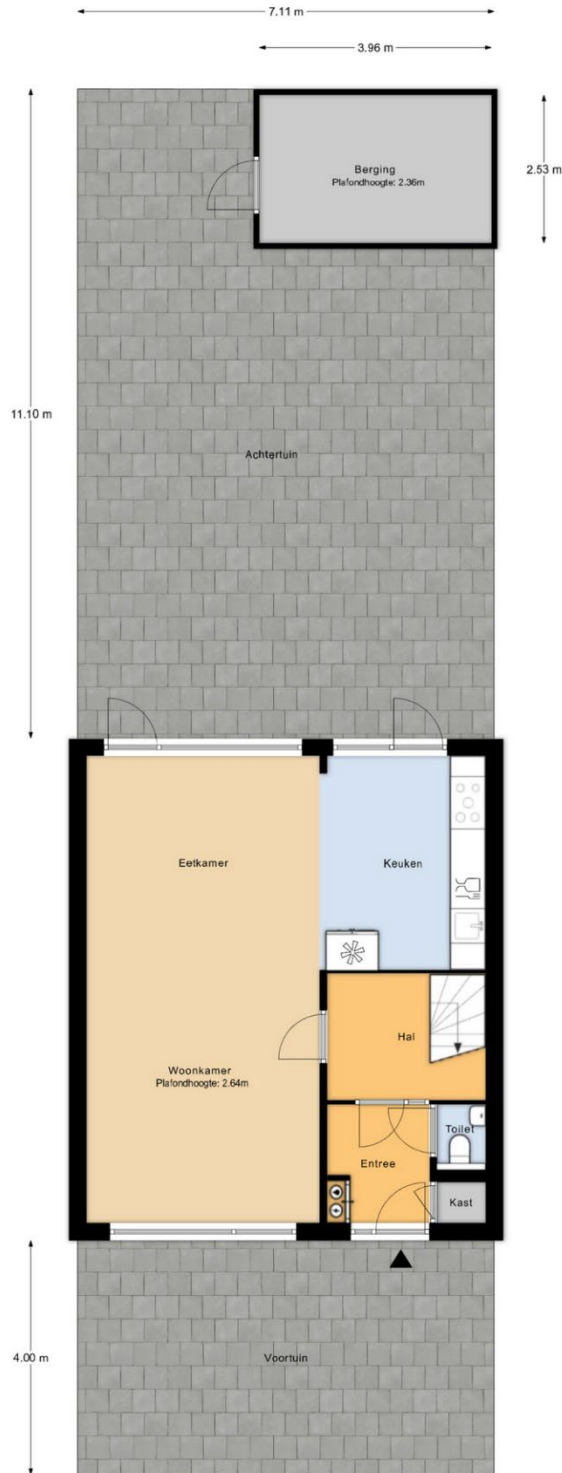 7.11 m
3.96 m
Berging
Plafondhoogte: 2.36m
2.53 m
11.10 m
Achtertuin
Eetkamer
Keuken
Hal
Woonkamer
Plafondhoogte: 2.64m
Toilet
Entree
Kast
4.00 m
Voortuin